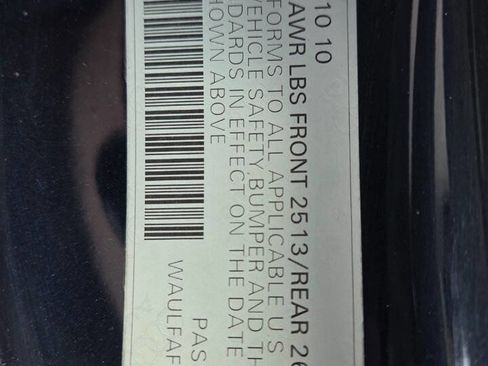 10 10
AWR LBS FRONT 2513/REAR 26
FORMS TO ALL APPLICABLE U S
VEHICLE SAFETY, BUMPER AND TH
DARDS IN EFFECT ON THE DATE
HOWN ABOVE
PAS
WAULFAF